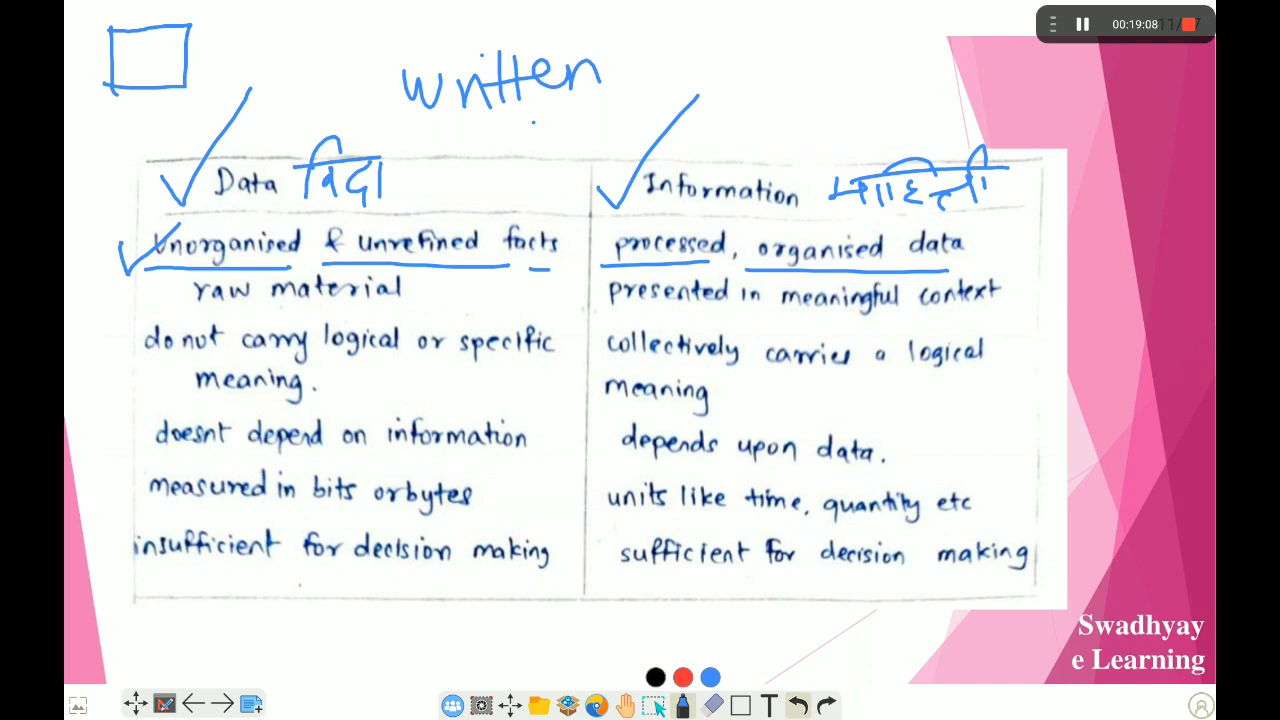 00:19:08
written
Data विदा Information माहिती
Unorganised & unrefined facts processed, organised data
raw material presented in meaningful context
do not carry logical or specific collectively carries a logical
meaning. meaning
doesnt depend on information depends upon data.
measured in bits or bytes units like time, quantity etc
insufficient for decision making sufficient for decision making
Swadhyay
e Learning